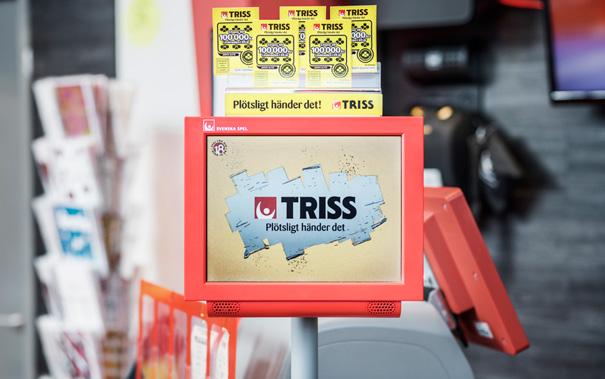 TRISS
TRISS
TRISS
TRISS
TRISS
100.000
100.000
100.000
Plötsligt händer det! TRISS
SVENSKA SPEL
18
TRISS
Plötsligt händer det